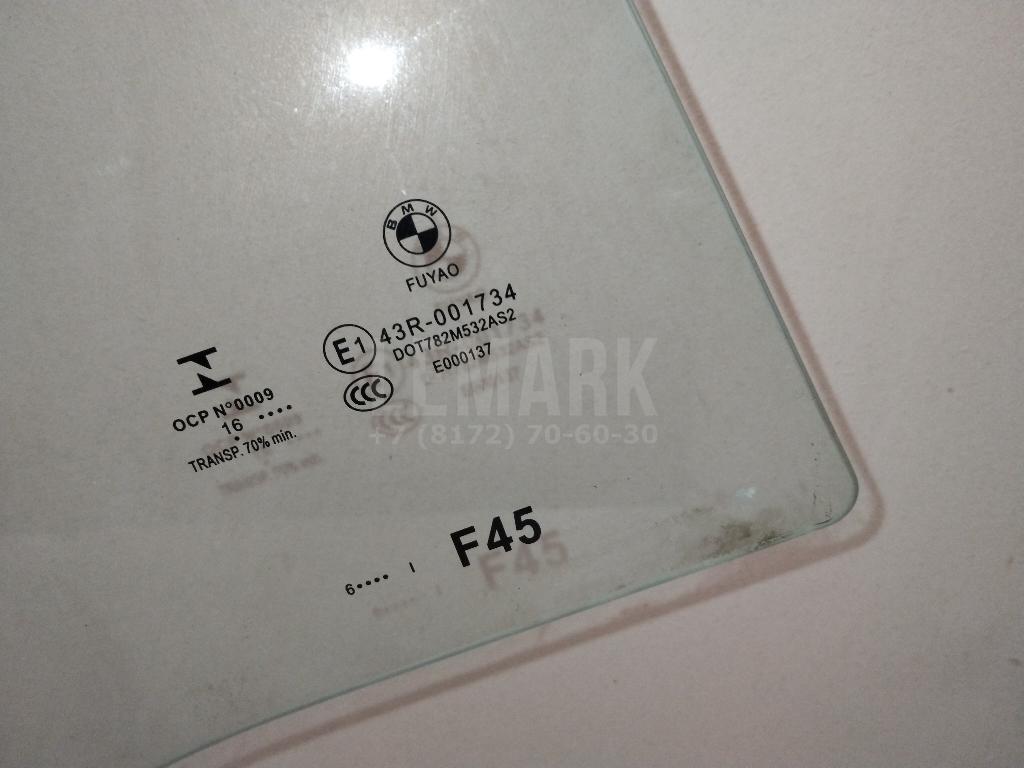 BMW
FUYAO
E1 43R-001734
DOT782M532AS2
E000137
CCC
OCP Nº0009
16 ••••
•
TRANSP. 70% min.
F45
6•••• I
EMARK
+7 (8172) 70-60-30